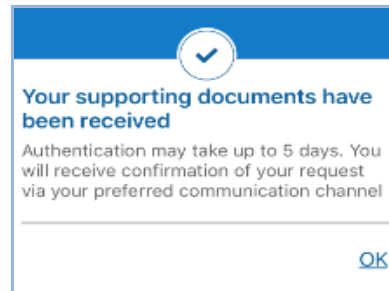 Your supporting documents have
been received
Authentication may take up to 5 days. You
will receive confirmation of your request
via your preferred communication channel
OK